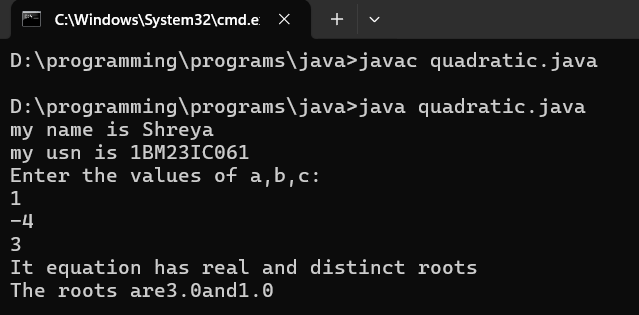 C:\Windows\System32\cmd.e
D:\programming\programs\java>javac quadratic.java
D:\programming\programs\java>java quadratic.java
my name is Shreya
my usn is 1BM23IC061
Enter the values of a,b,c:
1
-4
3
It equation has real and distinct roots
The roots are3.0and1.0